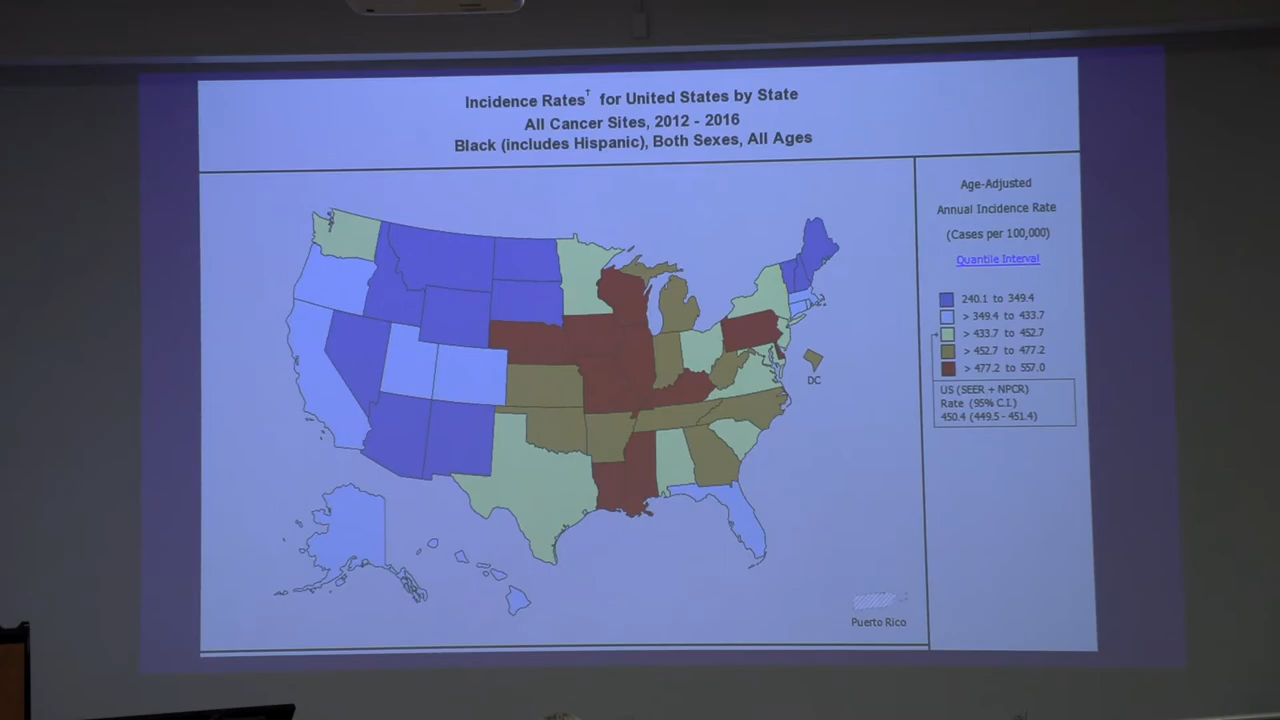 Incidence Rates† for United States by State
All Cancer Sites, 2012 - 2016
Black (includes Hispanic), Both Sexes, All Ages
Age-Adjusted
Annual Incidence Rate
(Cases per 100,000)
Quantile Interval
240.1 to 349.4
> 349.4 to 433.7
> 433.7 to 452.7
> 452.7 to 477.2
> 477.2 to 557.0
US (SEER + NPCR)
Rate (95% C.I.)
450.4 (449.5 - 451.4)
DC
Puerto Rico